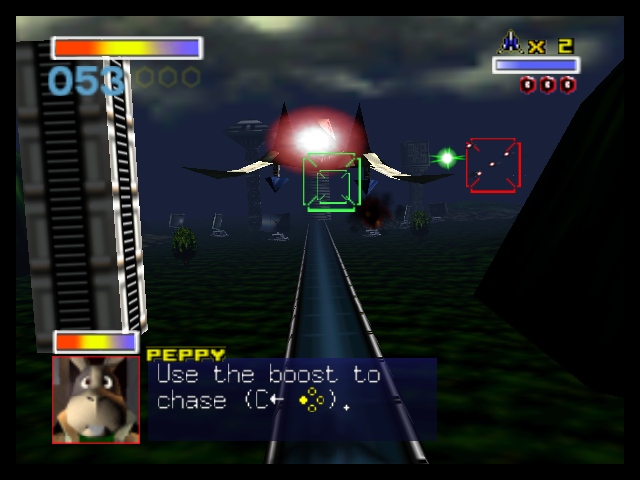 x 2
053
PEPPY
Use the boost to
chase (C← ).